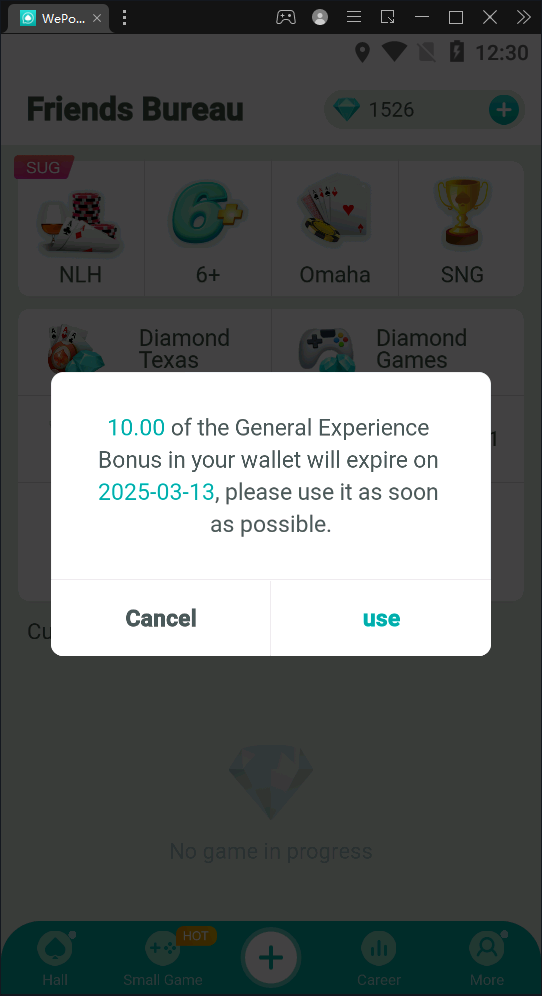 WePo...
12:30
Friends Bureau
1526
SUG
NLH
6+
Omaha
SNG
Diamond
Texas
Diamond
Games
1
10.00 of the General Experience
Bonus in your wallet will expire on
2025-03-13, please use it as soon
as possible.
Cancel
use
Cu
No game in progress
HOT
Hall
Small Game
Career
More